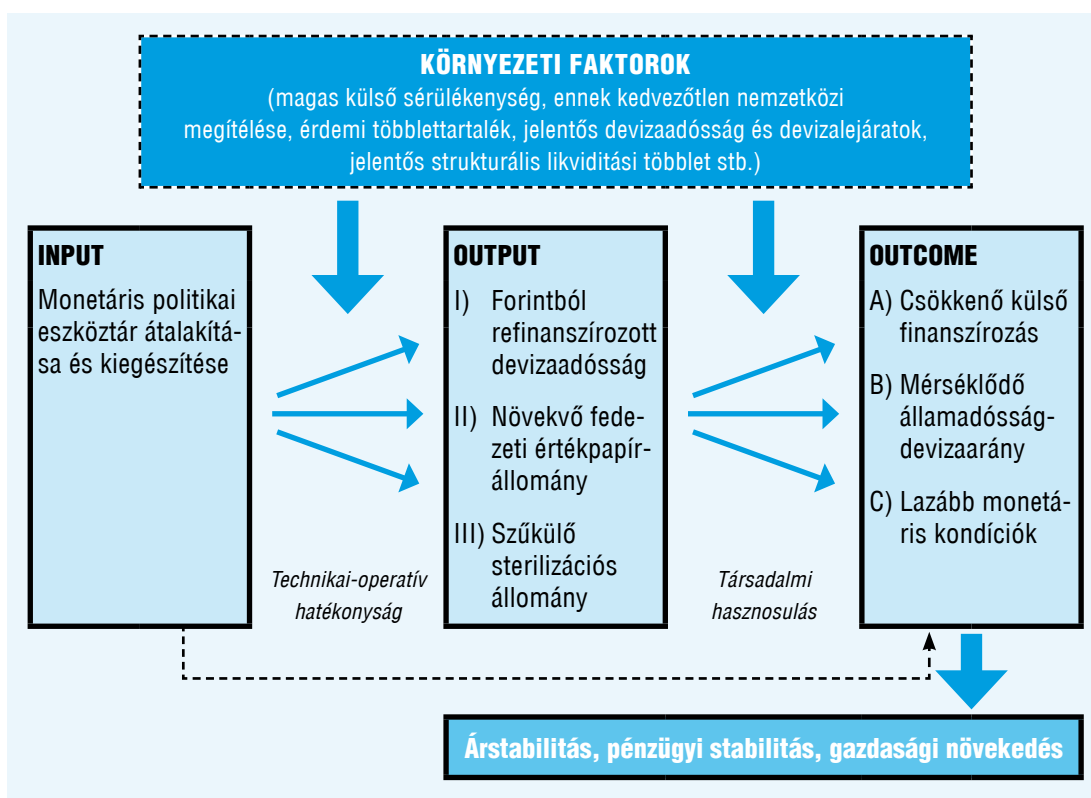 KÖRNYEZETI FAKTOROK
(magas külső sérülékenység, ennek kedvezőtlen nemzetközi
megítélése, érdemi többlettartalék, jelentős devizaadósság és devizalejáratok,
jelentős strukturális likviditási többlet stb.)
INPUT
Monetáris politikai
eszköztár átalakítá-
sa és kiegészítése
Technikai-operatív
hatékonyság
OUTPUT
I) Forintból
refinanszírozott
devizaadósság
II) Növekvő fede-
zeti értékpapír-
állomány
III) Szűkülő
sterilizációs
állomány
Társadalmi
hasznosulás
OUTCOME
A) Csökkenő külső
finanszírozás
B) Mérséklődő
államadósság-
devizaarány
C) Lazább monetá-
ris kondíciók
Árstabilitás, pénzügyi stabilitás, gazdasági növekedés